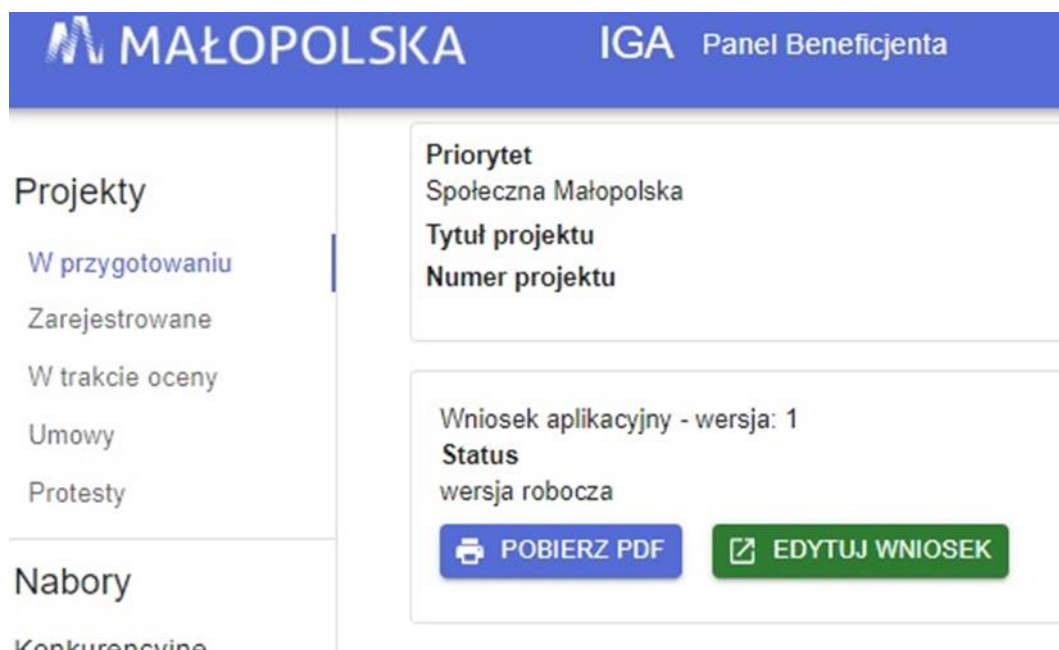 MAŁOPOLSKA IGA Panel Beneficjenta
Projekty
W przygotowaniu
Zarejestrowane
W trakcie oceny
Umowy
Protesty
Nabory
Konkurencyjne
Priorytet
Społeczna Małopolska
Tytuł projektu
Numer projektu
Wniosek aplikacyjny - wersja: 1
Status
wersja robocza
POBIERZ PDF EDYTUJ WNIOSEK